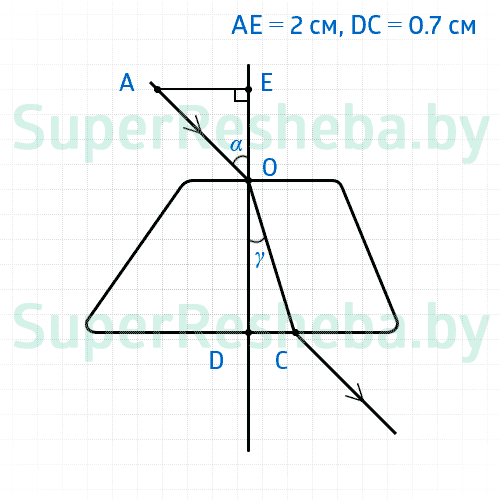 AE = 2 см, DC = 0.7 см
A
E
SuperResheba.by
α
O
γ
SuperResheba.by
D
C